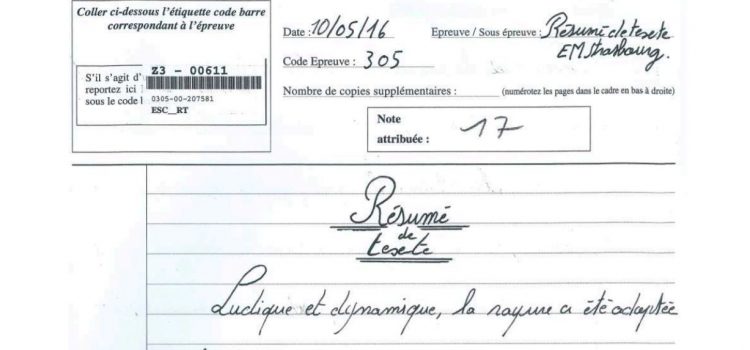 Coller ci-dessous l'étiquette code barre
correspondant à l'épreuve
S'il s'agit d'
reportez ici l
sous le code l
Z3 - 00611
0305-00-207581
ESC_RT
Date : 10/05/16
Epreuve / Sous épreuve : Résumé de texte
EM Strasbourg.
Code Epreuve : 305
Nombre de copies supplémentaires :
(numérotez les pages dans le cadre en bas à droite)
Note
attribuée :
17
Résumé
de
texte
Ludique et dynamique, la rayure a été adaptée